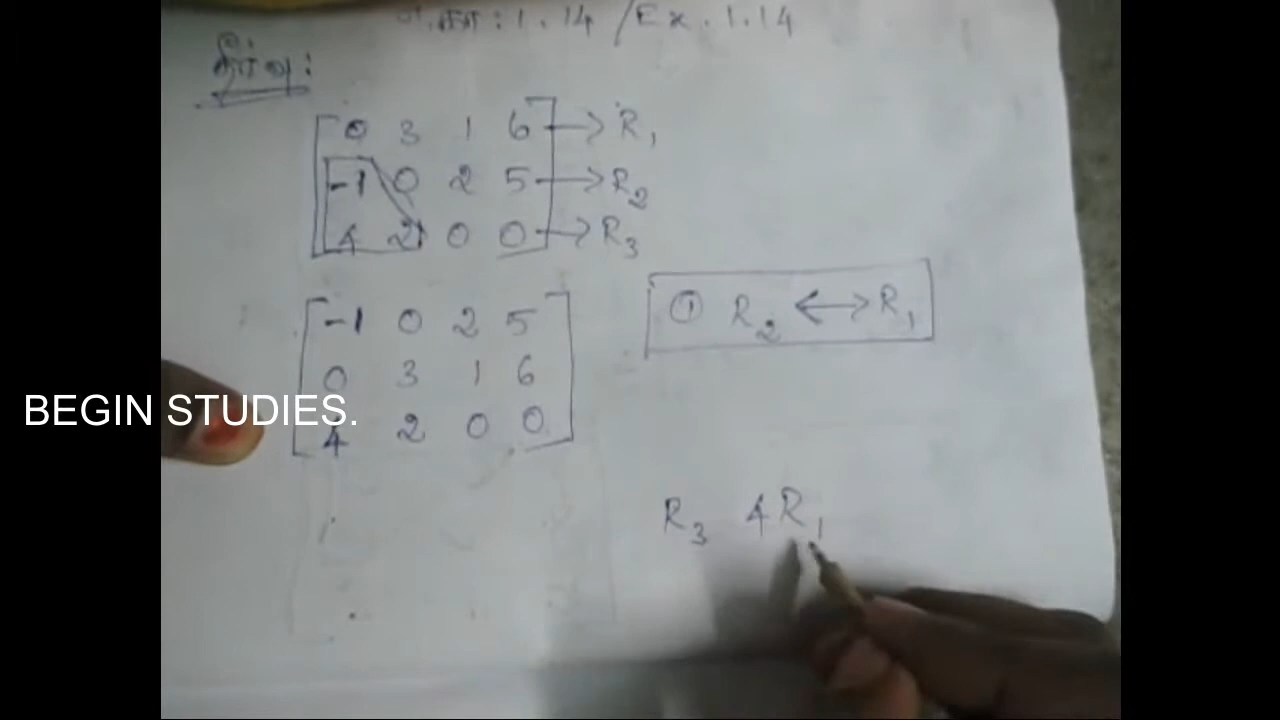 : 1.14 / Ex. 1.14
தீர்வு:
0 3 1 6 → R1
-1 0 2 5 → R2
4 2 0 0 → R3
-1 0 2 5
0 3 1 6
4 2 0 0
① R2 ↔ R1
BEGIN STUDIES.
R3 4R1